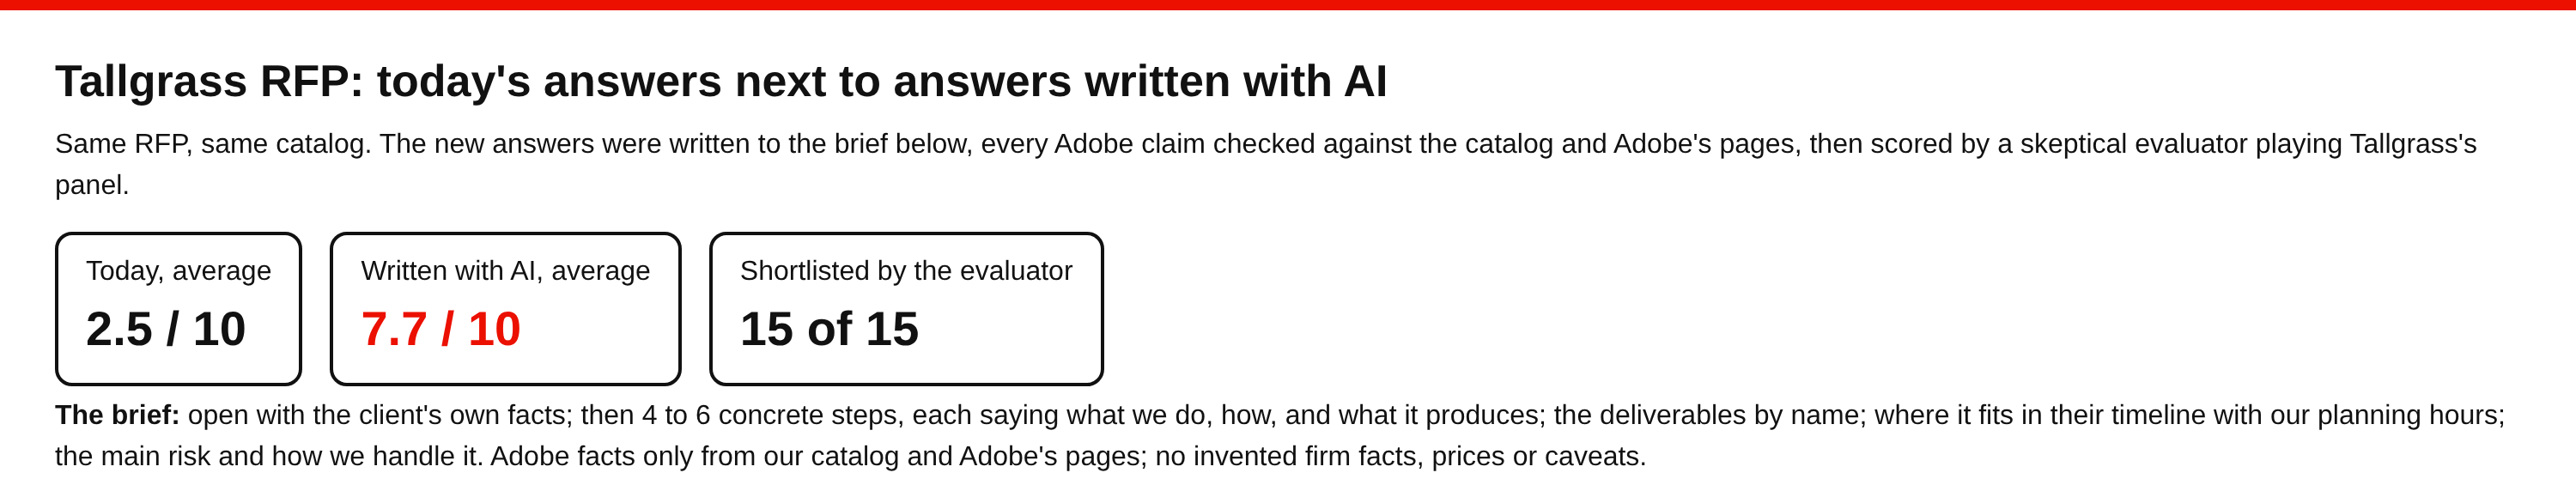 Tallgrass RFP: today's answers next to answers written with AI
Same RFP, same catalog. The new answers were written to the brief below, every Adobe claim checked against the catalog and Adobe's pages, then scored by a skeptical evaluator playing Tallgrass's
panel.
Today, average
2.5 / 10
Written with AI, average
7.7 / 10
Shortlisted by the evaluator
15 of 15
The brief: open with the client's own facts; then 4 to 6 concrete steps, each saying what we do, how, and what it produces; the deliverables by name; where it fits in their timeline with our planning hours;
the main risk and how we handle it. Adobe facts only from our catalog and Adobe's pages; no invented firm facts, prices or caveats.